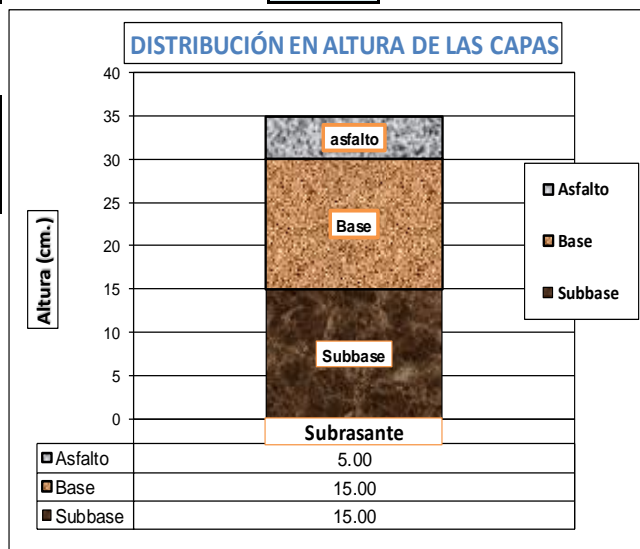 DISTRIBUCIÓN EN ALTURA DE LAS CAPAS
Altura (cm.)
40
35
30
25
20
15
10
5
0
asfalto
Base
Subbase
Subrasante
Asfalto
Base
Subbase
Asfalto 5.00
Base 15.00
Subbase 15.00